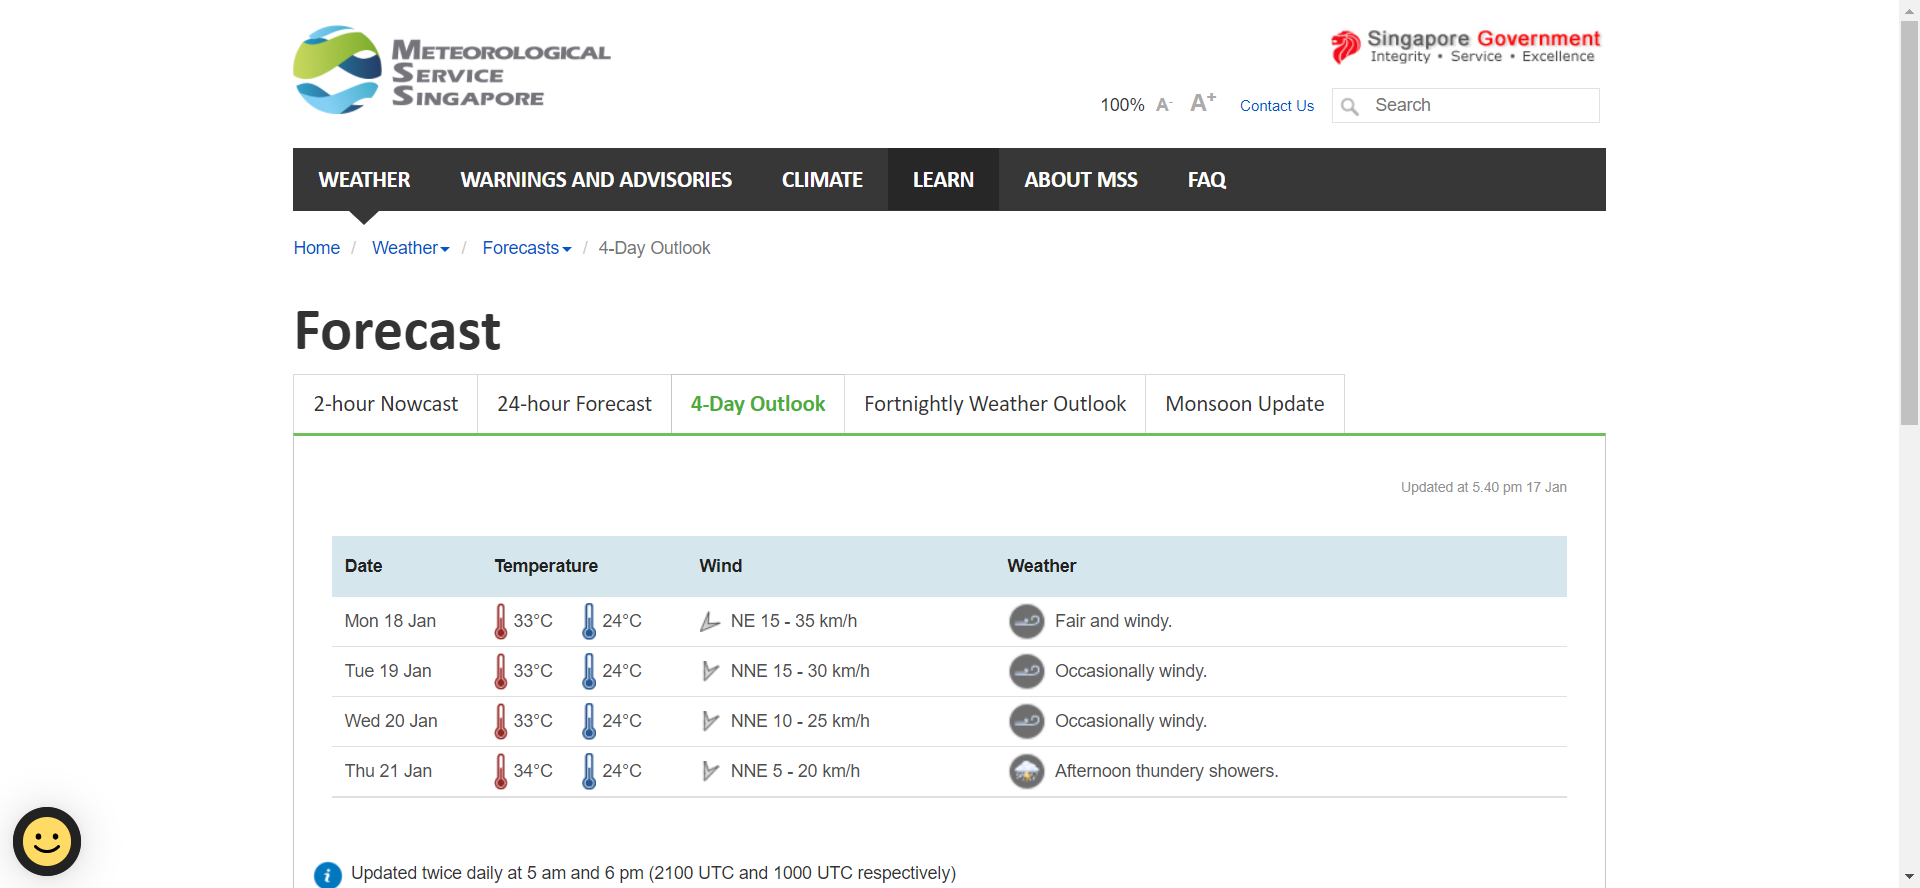 METEOROLOGICAL
SERVICE
SINGAPORE
Singapore Government
Integrity • Service • Excellence
100% A- A+ Contact Us Search
WEATHER WARNINGS AND ADVISORIES CLIMATE LEARN ABOUT MSS FAQ
Home / Weather / Forecasts / 4-Day Outlook
Forecast
2-hour Nowcast 24-hour Forecast 4-Day Outlook Fortnightly Weather Outlook Monsoon Update
Updated at 5.40 pm 17 Jan
Date Temperature Wind Weather
Mon 18 Jan 33°C 24°C NE 15 - 35 km/h Fair and windy.
Tue 19 Jan 33°C 24°C NNE 15 - 30 km/h Occasionally windy.
Wed 20 Jan 33°C 24°C NNE 10 - 25 km/h Occasionally windy.
Thu 21 Jan 34°C 24°C NNE 5 - 20 km/h Afternoon thundery showers.
i Updated twice daily at 5 am and 6 pm (2100 UTC and 1000 UTC respectively)